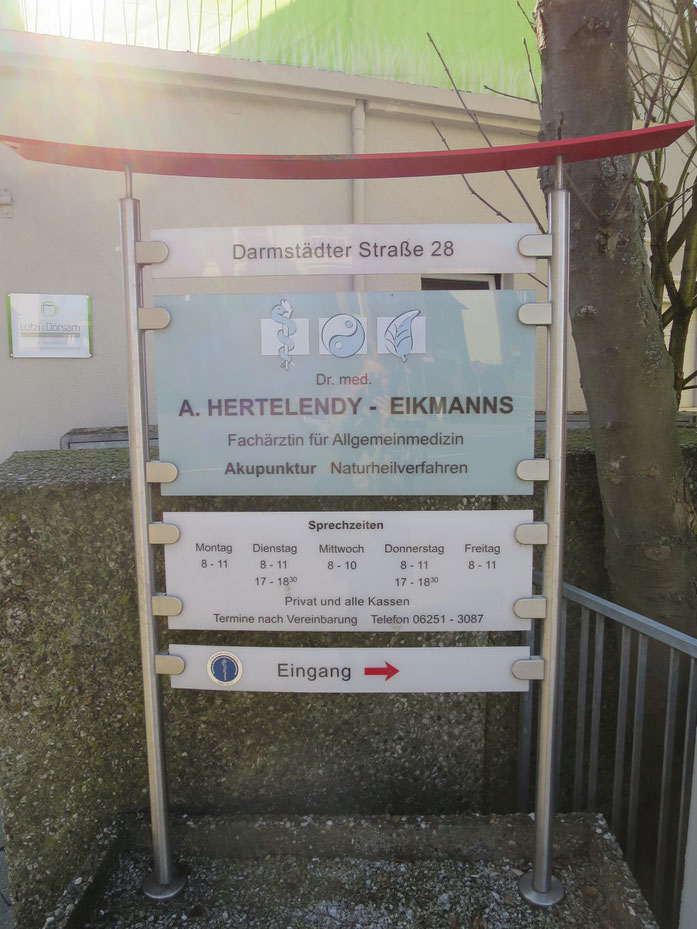 Darmstädter Straße 28
Dr. med.
A. HERTELENDY - EIKMANNS
Fachärztin für Allgemeinmedizin
Akupunktur Naturheilverfahren
Sprechzeiten
Montag Dienstag Mittwoch Donnerstag Freitag
8 - 11 8 - 11 8 - 10 8 - 11 8 - 11
17 - 18³⁰ 17 - 18³⁰
Privat und alle Kassen
Termine nach Vereinbarung Telefon 06251 - 3087
Eingang
Lutz Dörsam